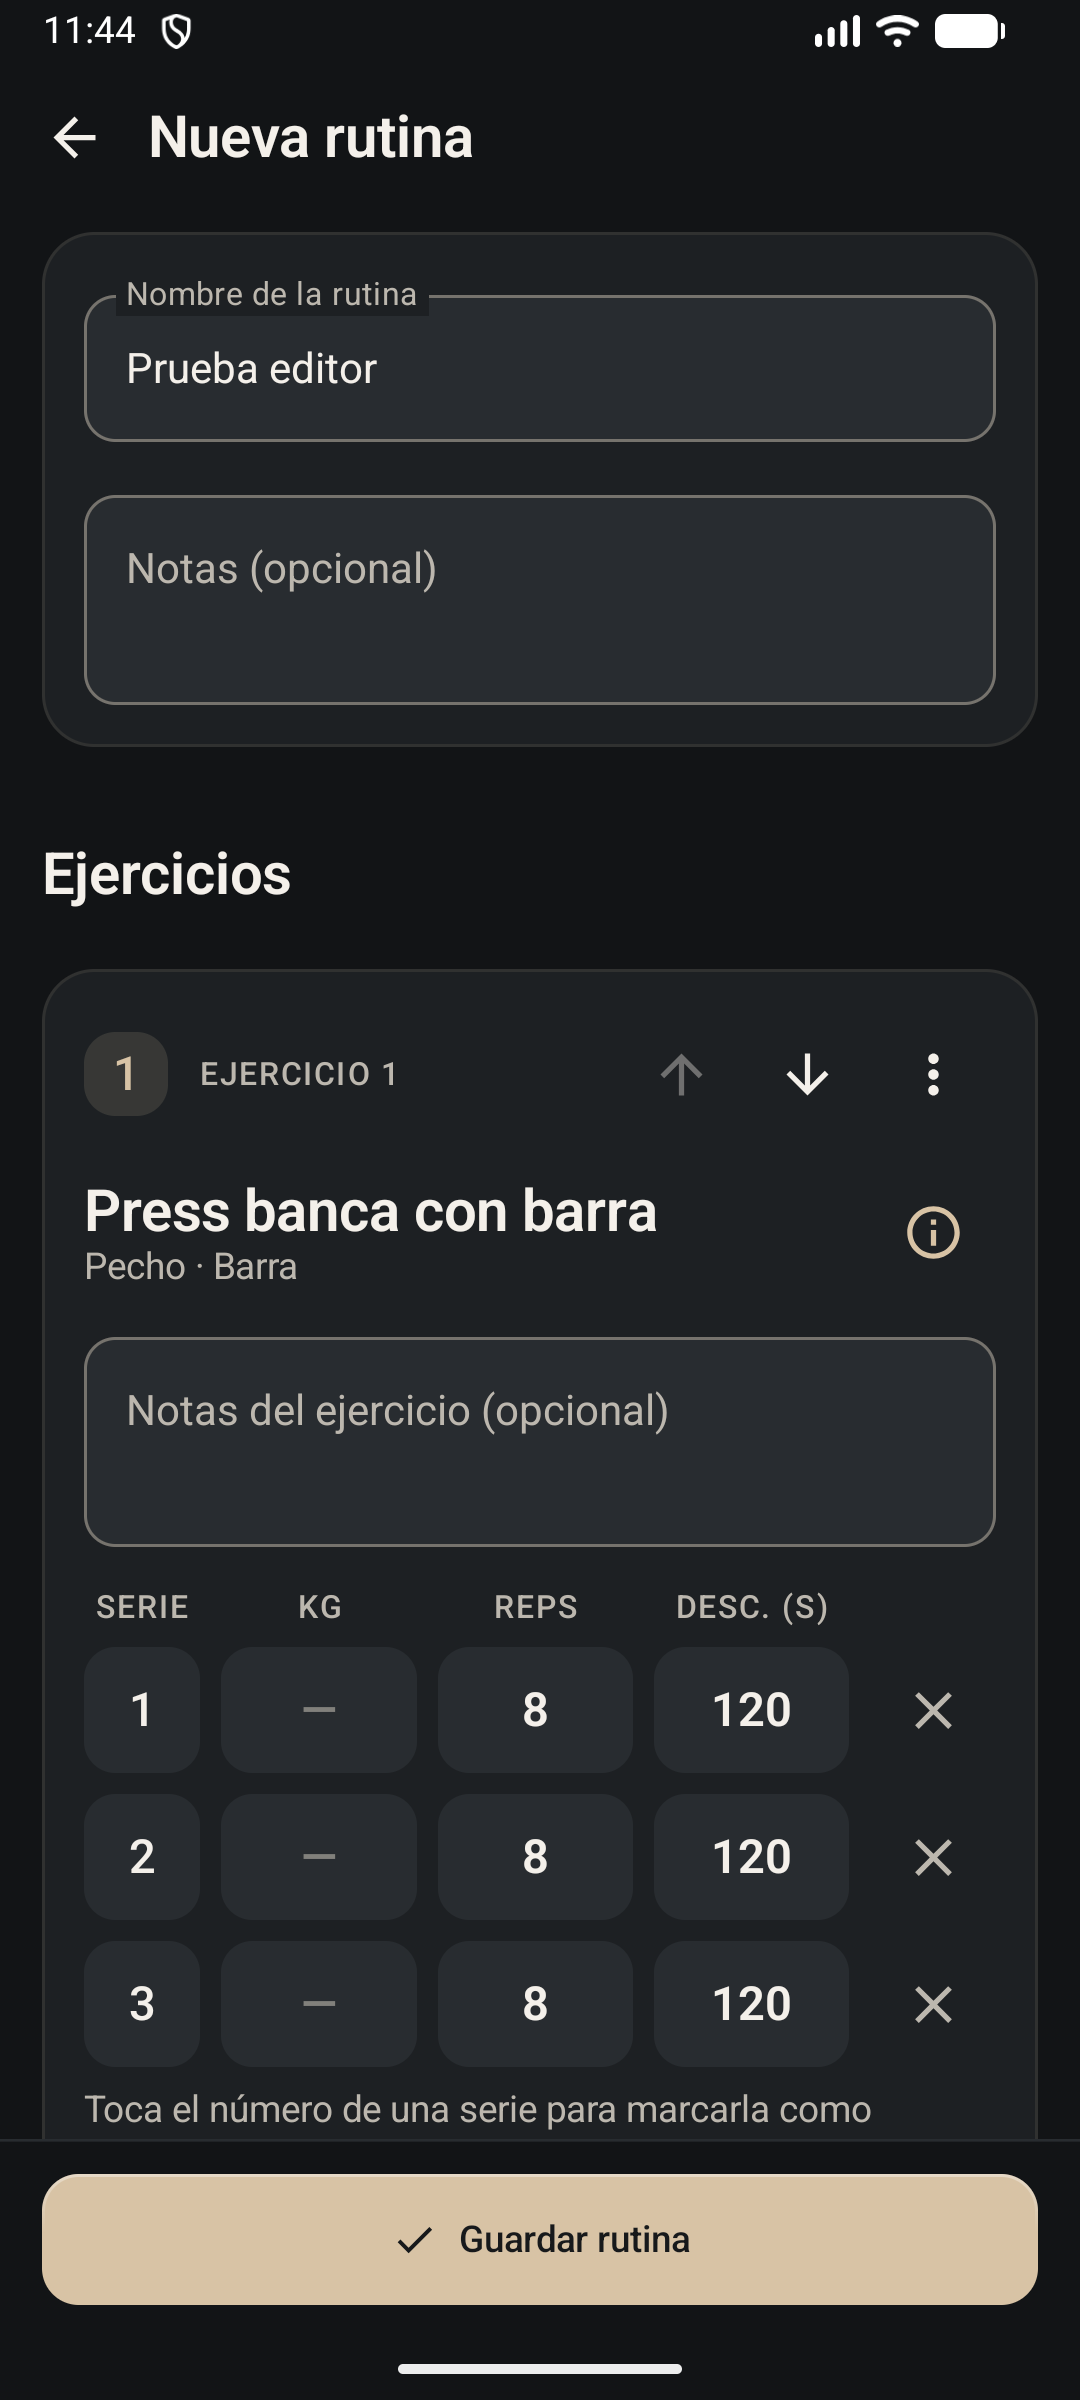 11:44
Nueva rutina
Nombre de la rutina
Prueba editor
Notas (opcional)
Ejercicios
1 EJERCICIO 1
Press banca con barra
Pecho · Barra
Notas del ejercicio (opcional)
SERIE KG REPS DESC. (S)
1 – 8 120
2 – 8 120
3 – 8 120
Toca el número de una serie para marcarla como
Guardar rutina